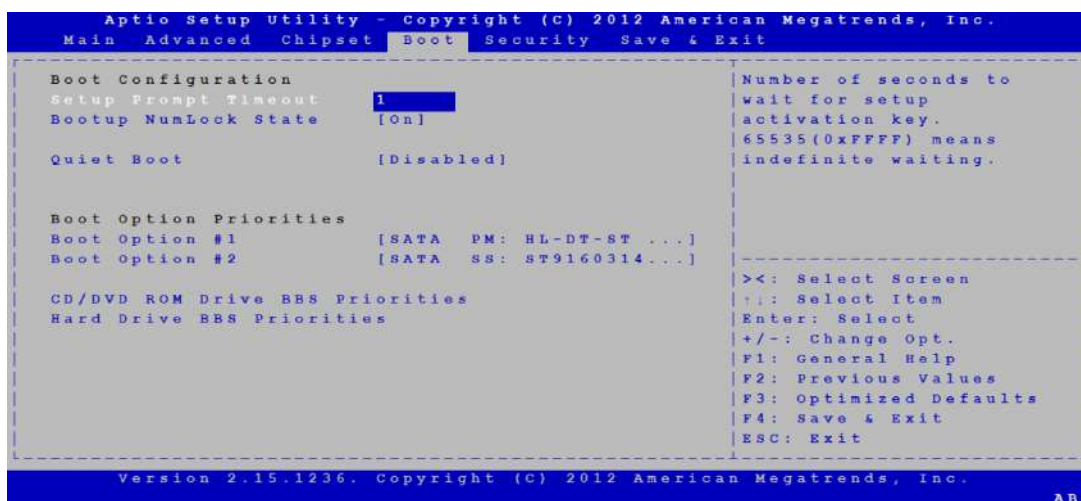 Aptio Setup Utility - Copyright (C) 2012 American Megatrends, Inc.
Main Advanced Chipset Boot Security Save & Exit
Boot Configuration
Setup Prompt Timeout 1
Bootup NumLock State [On]
Quiet Boot [Disabled]
Boot Option Priorities
Boot Option #1 [SATA PM: HL-DT-ST ...]
Boot Option #2 [SATA SS: ST9160314...]
CD/DVD ROM Drive BBS Priorities
Hard Drive BBS Priorities
Number of seconds to
wait for setup
activation key.
65535(0xFFFF) means
indefinite waiting.
><: Select Screen
↑↓: Select Item
Enter: Select
+/-: Change Opt.
F1: General Help
F2: Previous Values
F3: Optimized Defaults
F4: Save & Exit
ESC: Exit
Version 2.15.1236. Copyright (C) 2012 American Megatrends, Inc.
AB